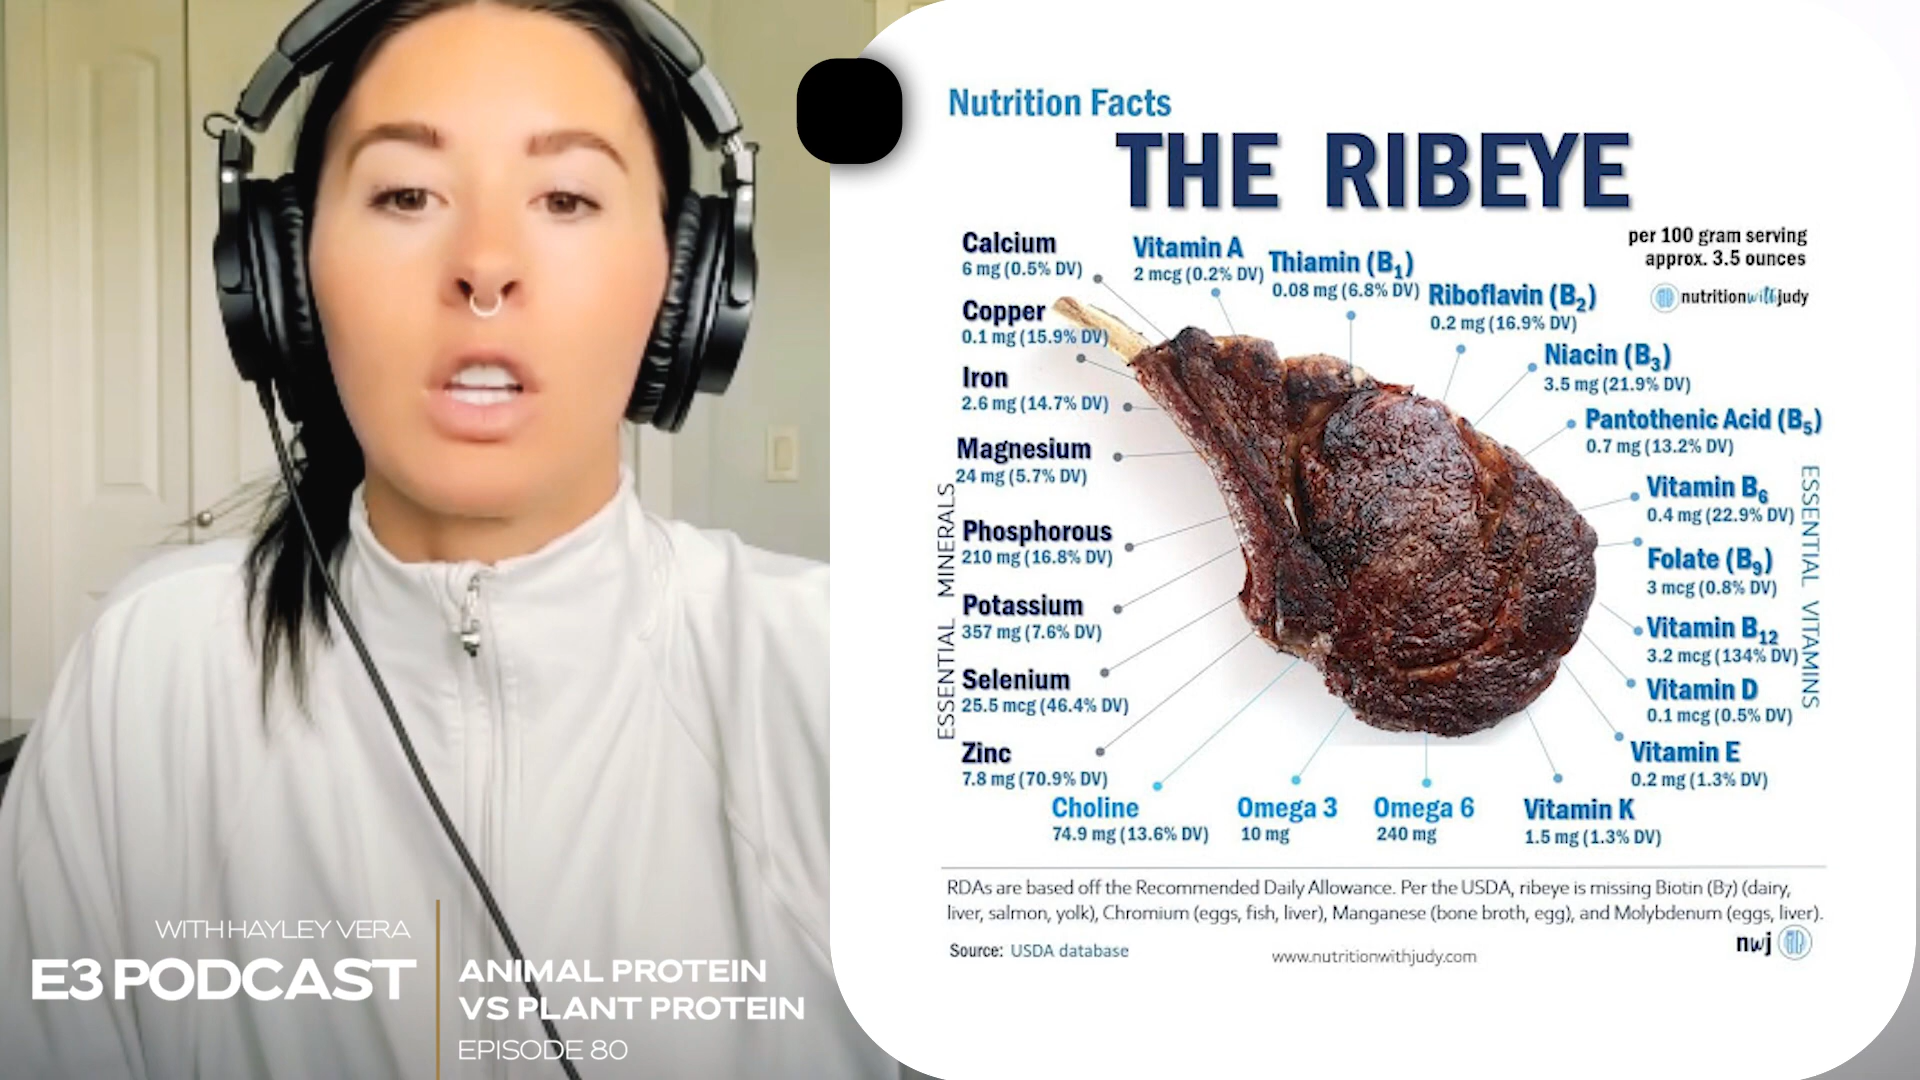 WITH HAYLEY VERA
E3 PODCAST
ANIMAL PROTEIN
VS PLANT PROTEIN
EPISODE 80
Nutrition Facts
THE RIBEYE
per 100 gram serving
approx. 3.5 ounces
nutritionwithjudy
ESSENTIAL MINERALS
Calcium
6 mg (0.5% DV)
Copper
0.1 mg (15.9% DV)
Iron
2.6 mg (14.7% DV)
Magnesium
24 mg (5.7% DV)
Phosphorous
210 mg (16.8% DV)
Potassium
357 mg (7.6% DV)
Selenium
25.5 mcg (46.4% DV)
Zinc
7.8 mg (70.9% DV)
Vitamin A
2 mcg (0.2% DV)
Thiamin (B1)
0.08 mg (6.8% DV)
Riboflavin (B2)
0.2 mg (16.9% DV)
Niacin (B3)
3.5 mg (21.9% DV)
Pantothenic Acid (B5)
0.7 mg (13.2% DV)
Vitamin B6
0.4 mg (22.9% DV)
Folate (B9)
3 mcg (0.8% DV)
Vitamin B12
3.2 mcg (134% DV)
Vitamin D
0.1 mcg (0.5% DV)
Vitamin E
0.2 mg (1.3% DV)
ESSENTIAL VITAMINS
Choline
74.9 mg (13.6% DV)
Omega 3
10 mg
Omega 6
240 mg
Vitamin K
1.5 mg (1.3% DV)
RDAs are based off the Recommended Daily Allowance. Per the USDA, ribeye is missing Biotin (B7) (dairy,
liver, salmon, yolk), Chromium (eggs, fish, liver), Manganese (bone broth, egg), and Molybdenum (eggs, liver).
Source: USDA database
www.nutritionwithjudy.com
nwj